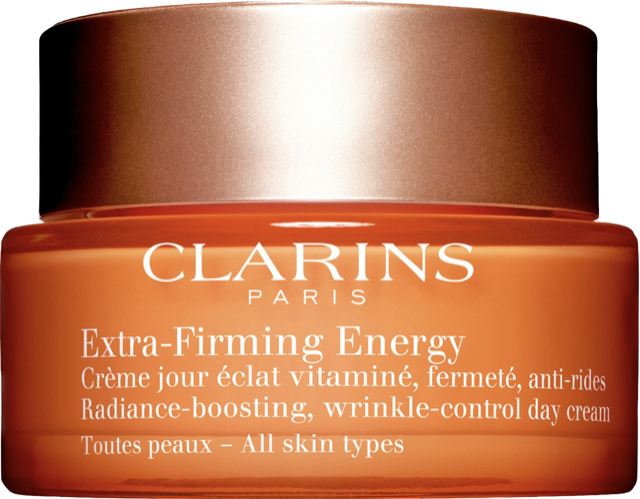 CLARINS
PARIS
Extra-Firming Energy
Crème jour éclat vitaminé, fermeté, anti-rides
Radiance-boosting, wrinkle-control day cream
Toutes peaux – All skin types